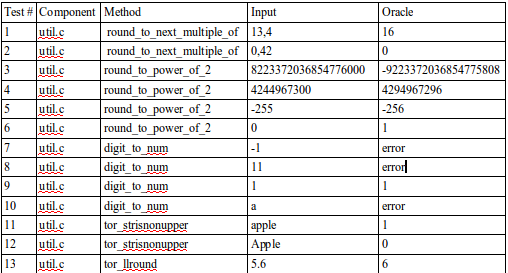 Test # Component Method Input Oracle
1 util.c round_to_next_multiple_of 13,4 16
2 util.c round_to_next_multiple_of 0,42 0
3 util.c round_to_power_of_2 8223372036854776000 -9223372036854775808
4 util.c round_to_power_of_2 4244967300 4294967296
5 util.c round_to_power_of_2 -255 -256
6 util.c round_to_power_of_2 0 1
7 util.c digit_to_num -1 error
8 util.c digit_to_num 11 error
9 util.c digit_to_num 1 1
10 util.c digit_to_num a error
11 util.c tor_strisnonupper apple 1
12 util.c tor_strisnonupper Apple 0
13 util.c tor_llround 5.6 6